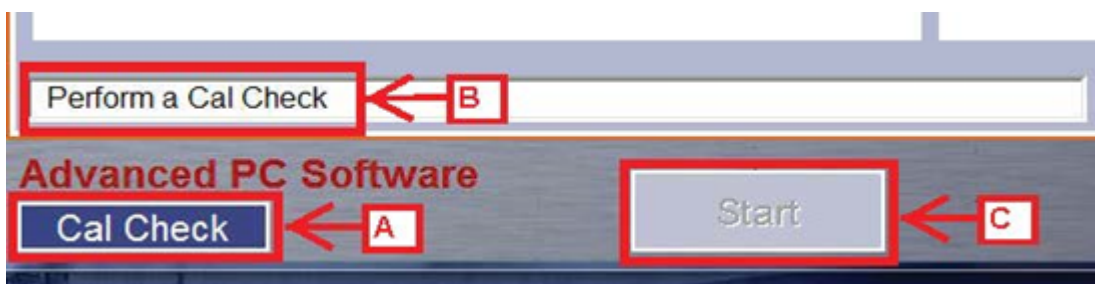 Perform a Cal Check
B
Advanced PC Software
Cal Check
A
Start
C